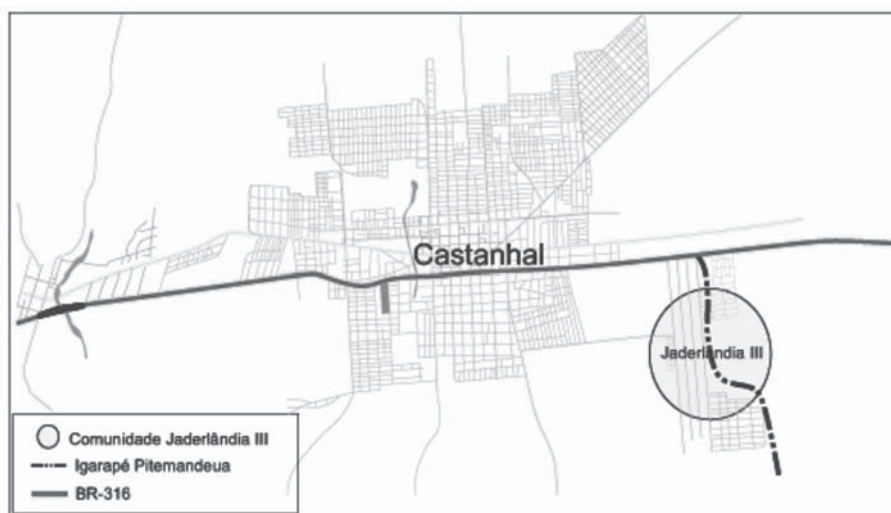 Castanhal
Jaderlândia III
Comunidade Jaderlândia III
Igarapé Pitemandeua
BR-316